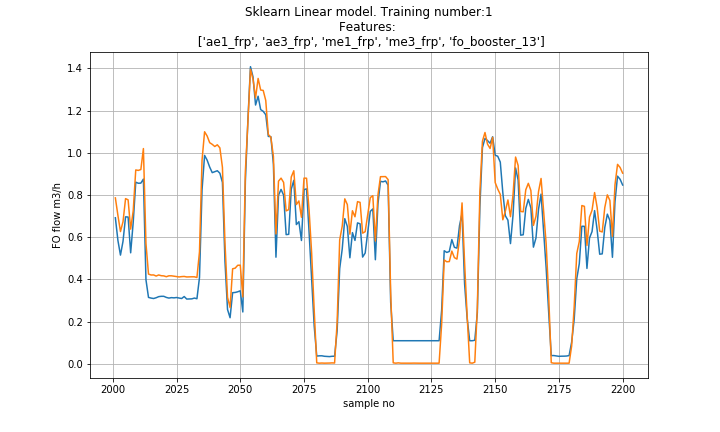 Sklearn Linear model. Training number:1
Features:
['ae1_frp', 'ae3_frp', 'me1_frp', 'me3_frp', 'fo_booster_13']
FO flow m3/h
1.4
1.2
1.0
0.8
0.6
0.4
0.2
0.0
2000 2025 2050 2075 2100 2125 2150 2175 2200
sample no